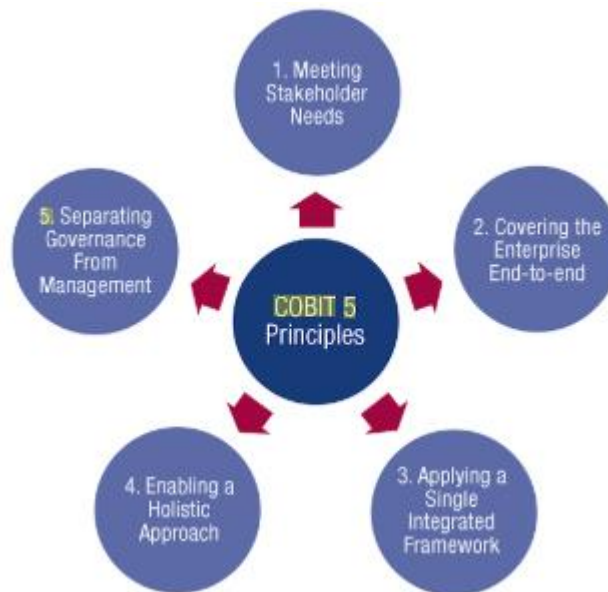 1. Meeting
Stakeholder
Needs
2. Covering the
Enterprise
End-to-end
3. Applying a
Single
Integrated
Framework
4. Enabling a
Holistic
Approach
5. Separating
Governance
From
Management
COBIT 5
Principles